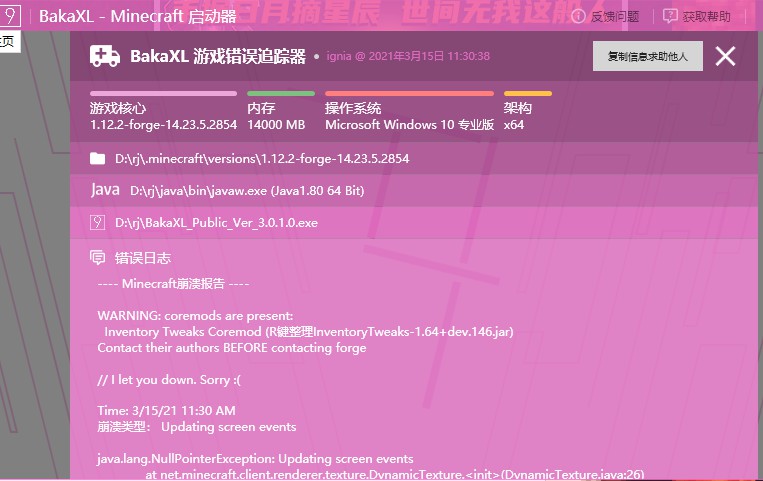 BakaXL - Minecraft 启动器
反馈问题
获取帮助
主页
BakaXL 游戏错误追踪器 • ignia @ 2021年3月15日 11:30:38
复制信息求助他人
游戏核心
1.12.2-forge-14.23.5.2854
内存
14000 MB
操作系统
Microsoft Windows 10 专业版
架构
x64
D:\rj\.minecraft\versions\1.12.2-forge-14.23.5.2854
Java D:\rj\java\bin\javaw.exe (Java1.80 64 Bit)
D:\rj\BakaXL_Public_Ver_3.0.1.0.exe
错误日志
---- Minecraft崩溃报告 ----
WARNING: coremods are present:
Inventory Tweaks Coremod (R键整理InventoryTweaks-1.64+dev.146.jar)
Contact their authors BEFORE contacting forge
// I let you down. Sorry :(
Time: 3/15/21 11:30 AM
崩溃类型： Updating screen events
java.lang.NullPointerException: Updating screen events
at net.minecraft.client.renderer.texture.DynamicTexture.<init>(DynamicTexture.java:26)